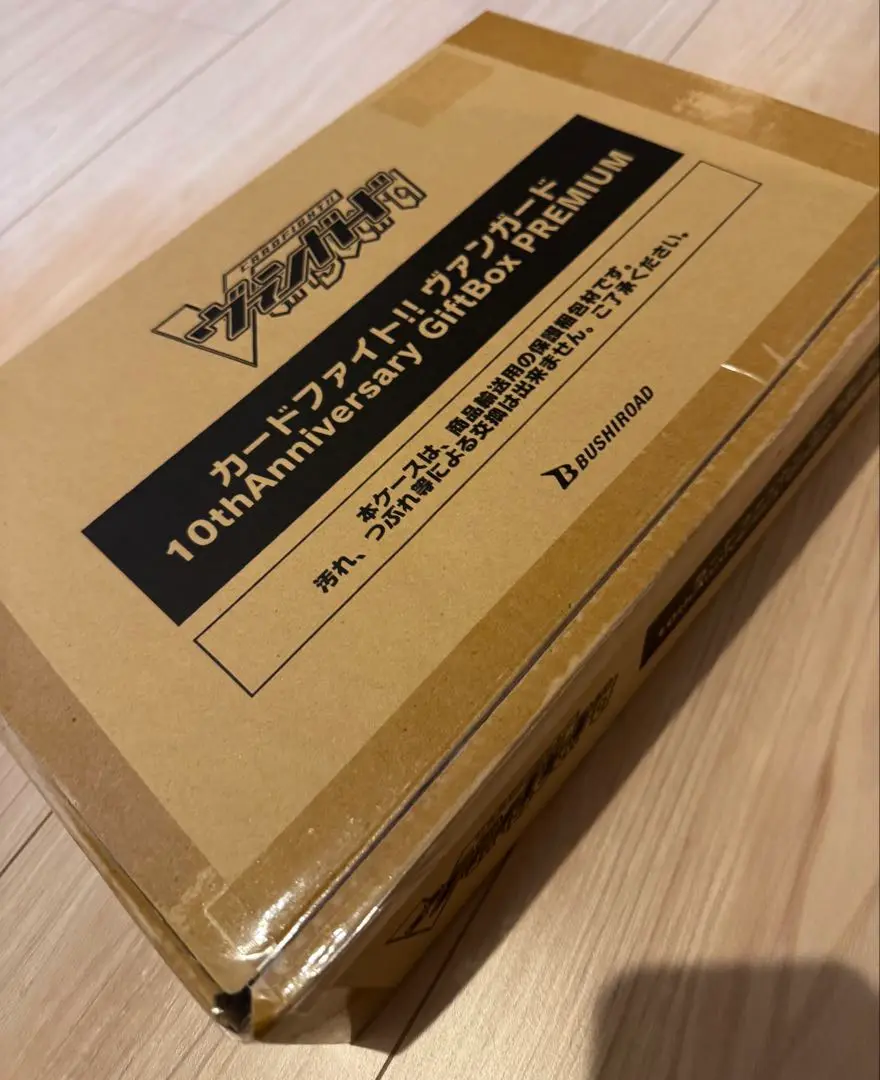 CARDFIGHT!!
ヴァンガード
カードファイト!! ヴァンガード
10thAnniversary GiftBox PREMIUM
本ケースは、商品輸送用の保護梱包材です。
汚れ、つぶれ等による交換は出来ません。ご了承ください。
BUSHIROAD